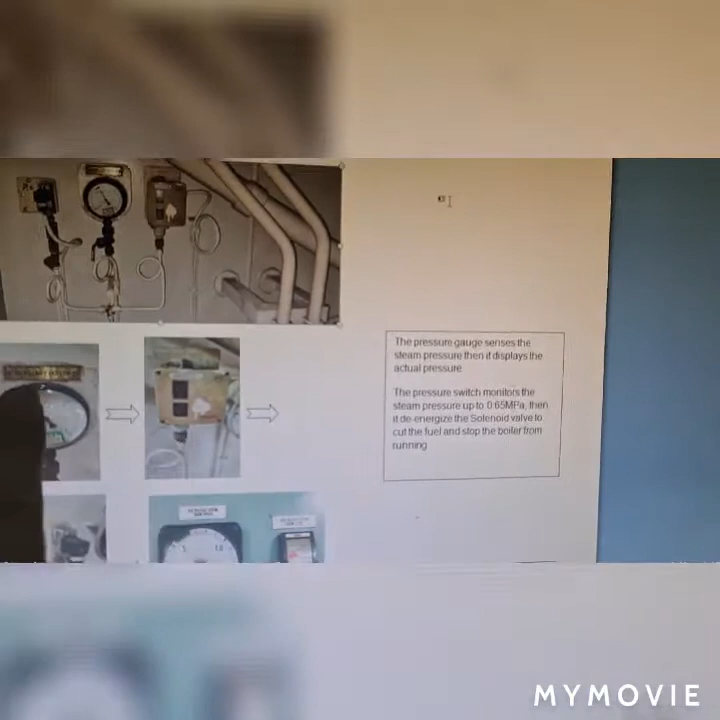 The pressure gauge senses the
steam pressure then it displays the
actual pressure
The pressure switch monitors the
steam pressure up to 0.65MPa, then
it de-energize the Solenoid valve to
cut the fuel and stop the boiler from
running
MYMOVIE